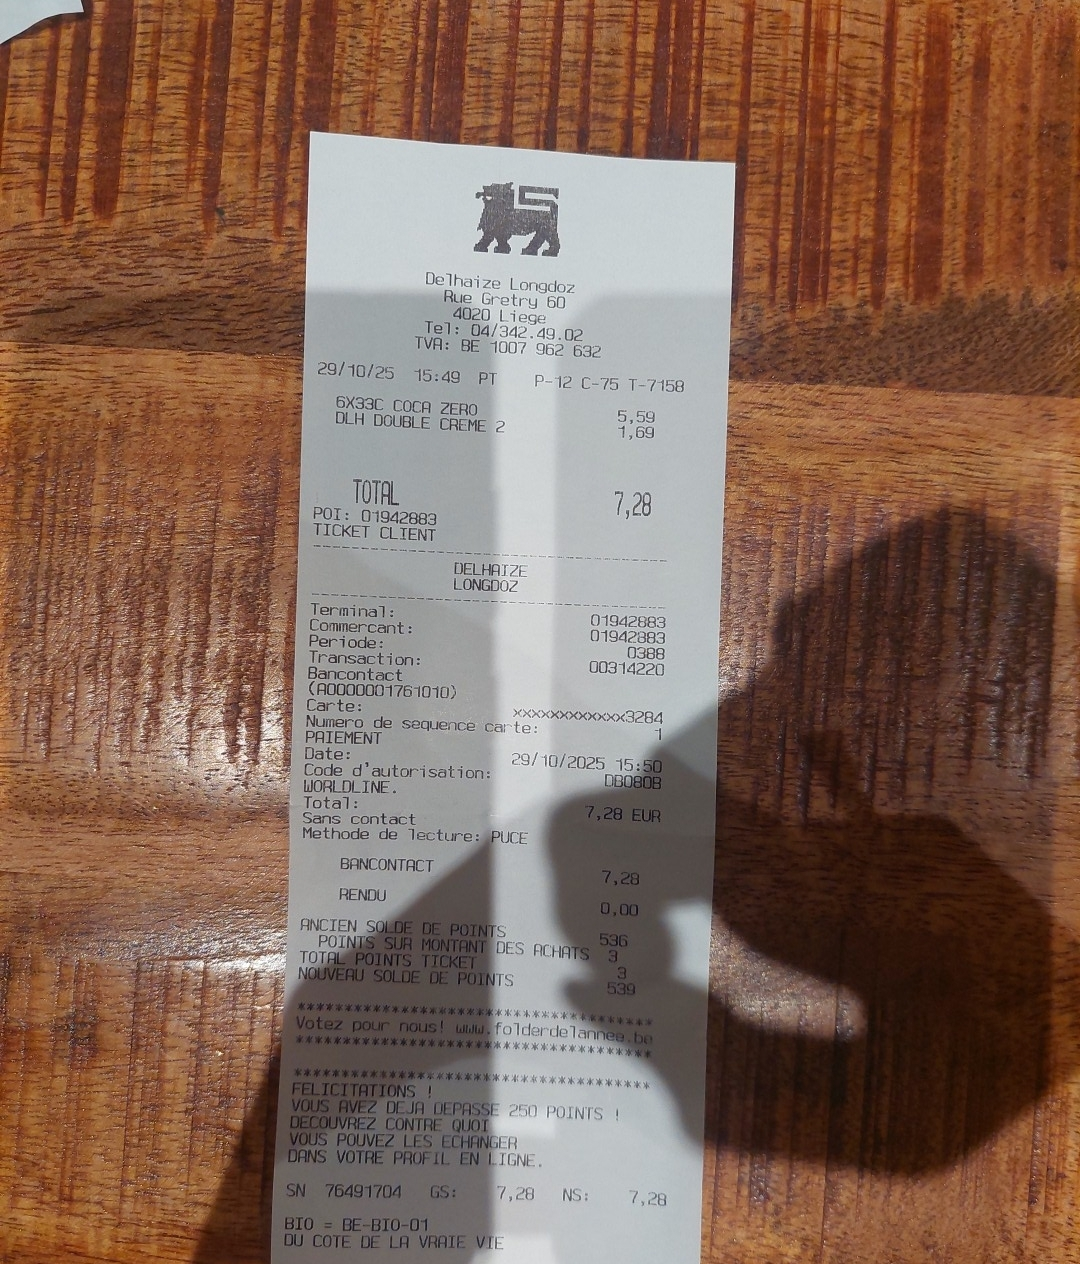 Delhaize Longdoz
Rue Gretry 60
4020 Liege
Tel: 04/342.49.02
TVA: BE 1007 962 632
29/10/25 15:49 PT P-12 C-75 T-7158
6X33C COCA ZERO 5,59
DLH DOUBLE CREME 2 1,69
TOTAL 7,28
POI: 01942883
TICKET CLIENT
DELHAIZE
LONGDOZ
Terminal: 01942883
Commercant: 01942883
Periode: 0388
Transaction: 00314220
Bancontact
(A0000001761010)
Carte: xxxxxxxxxxxxx3284
Numero de sequence carte: 1
PAIEMENT
Date: 29/10/2025 15:50
Code d'autorisation: DB080B
WORLDLINE.
Total: 7,28 EUR
Sans contact
Methode de lecture: PUCE
BANCONTACT 7,28
RENDU 0,00
ANCIEN SOLDE DE POINTS 536
POINTS SUR MONTANT DES ACHATS 3
TOTAL POINTS TICKET 3
NOUVEAU SOLDE DE POINTS 539
***************************************
Votez pour nous! www.folderdelannee.be
***************************************
***************************************
FELICITATIONS !
VOUS AVEZ DEJA DEPASSE 250 POINTS !
DECOUVREZ CONTRE QUOI
VOUS POUVEZ LES ECHANGER
DANS VOTRE PROFIL EN LIGNE.
SN 76491704 GS: 7,28 NS: 7,28
BIO = BE-BIO-01
DU COTE DE LA VRAIE VIE